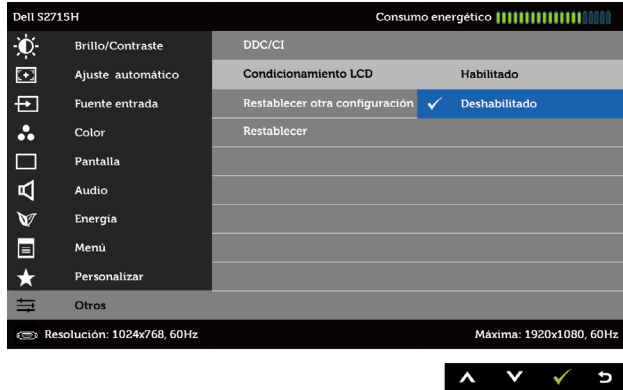 Dell S2715H Consumo energético
Brillo/Contraste DDC/CI
Ajuste automático Condicionamiento LCD Habilitado
Fuente entrada Restablecer otra configuración Deshabilitado
Color Restablecer
Pantalla
Audio
Energía
Menú
Personalizar
Otros
Resolución: 1024x768, 60Hz Máxima: 1920x1080, 60Hz